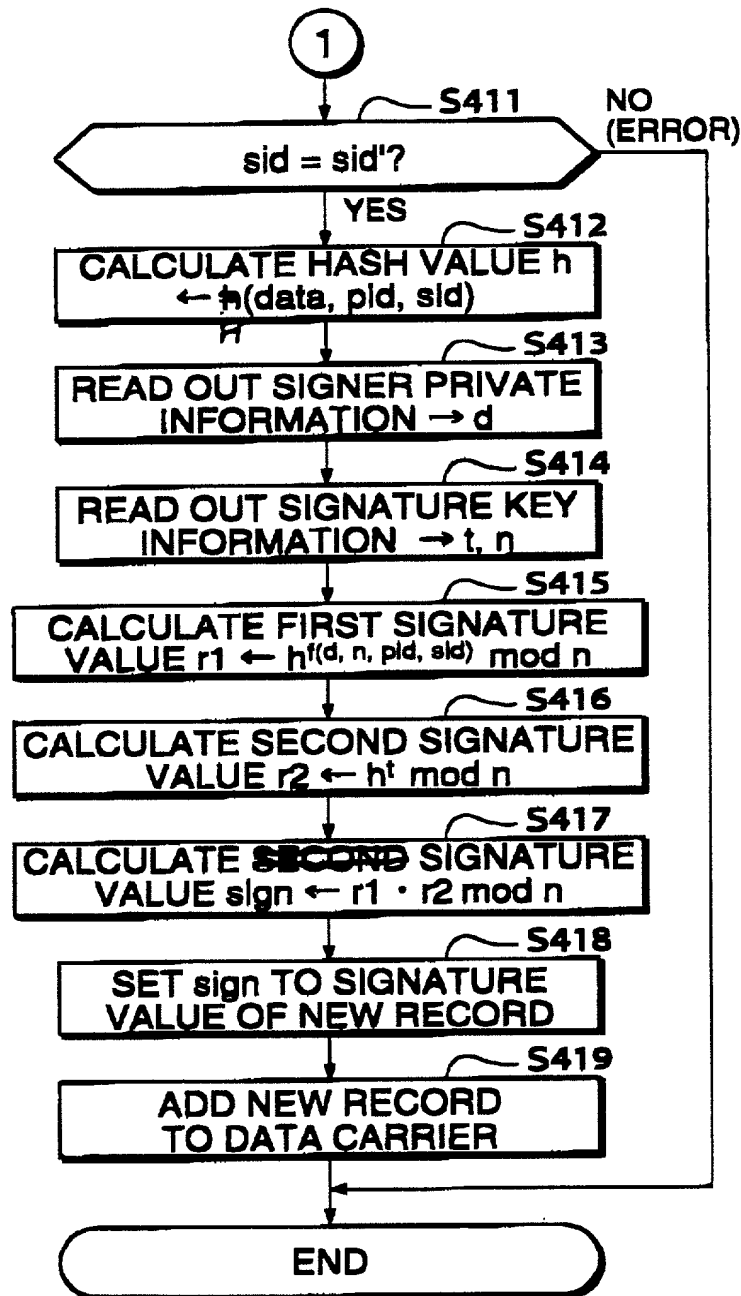 1
S411
NO
(ERROR)
sid = sid'?
YES
S412
CALCULATE HASH VALUE h
← h(data, pid, sid)
H
S413
READ OUT SIGNER PRIVATE
INFORMATION → d
S414
READ OUT SIGNATURE KEY
INFORMATION → t, n
S415
CALCULATE FIRST SIGNATURE
VALUE r1 ← h^f(d, n, pid, sid) mod n
S416
CALCULATE SECOND SIGNATURE
VALUE r2 ← h^t mod n
S417
CALCULATE SECOND SIGNATURE
VALUE sign ← r1 · r2 mod n
S418
SET sign TO SIGNATURE
VALUE OF NEW RECORD
S419
ADD NEW RECORD
TO DATA CARRIER
END